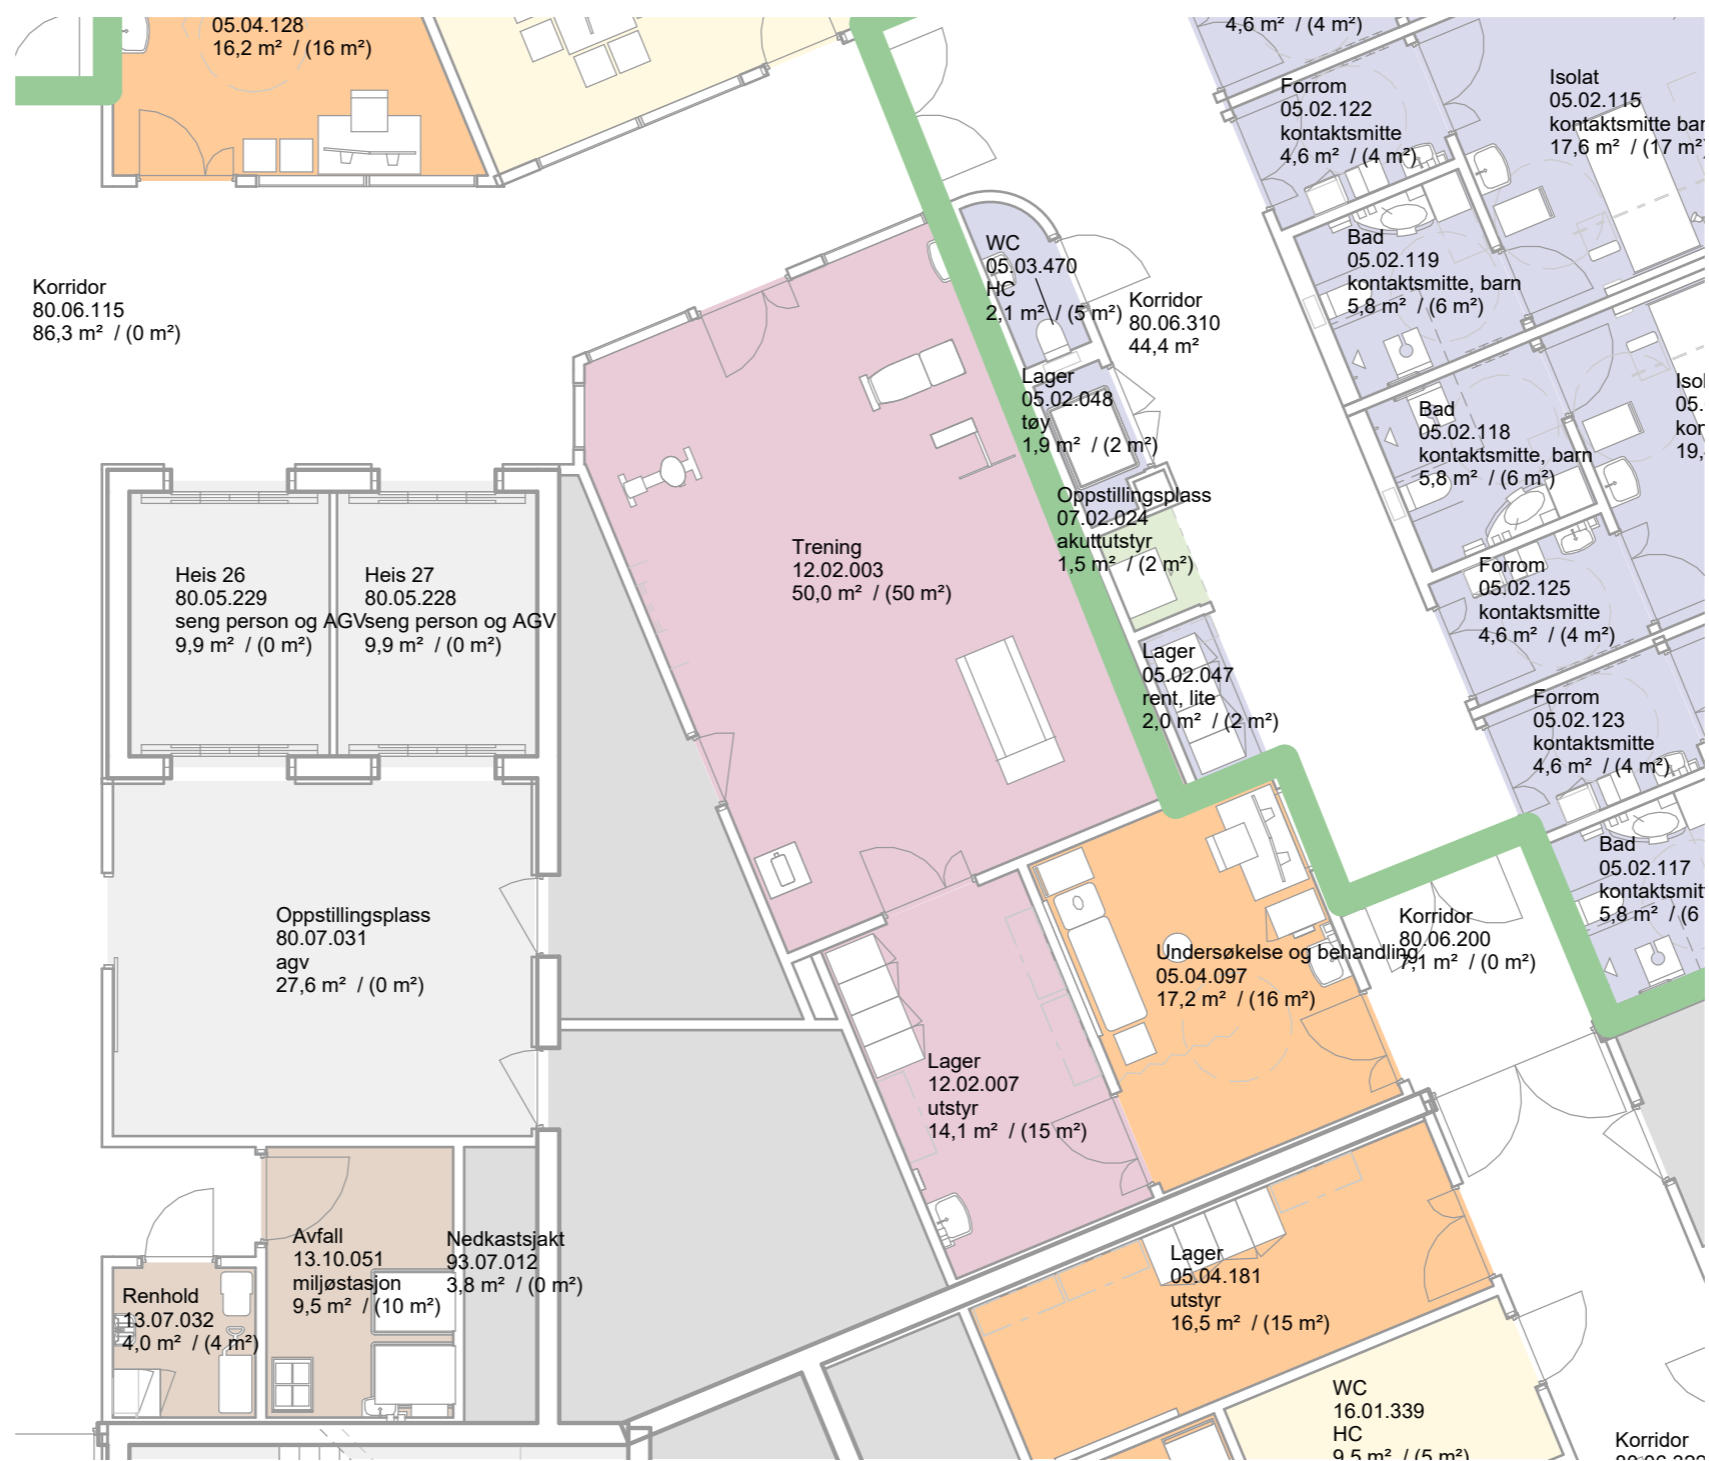 05.04.128
16,2 m² / (16 m²)
4,6 m² / (4 m²)
Forrom
05.02.122
kontaktsmitte
4,6 m² / (4 m²)
Isolat
05.02.115
kontaktsmitte bar
17,6 m² / (17 m²
Korridor
80.06.115
86,3 m² / (0 m²)
WC
05.03.470
HC
2,1 m² / (5 m²)
Korridor
80.06.310
44,4 m²
Bad
05.02.119
kontaktsmitte, barn
5,8 m² / (6 m²)
Lager
05.02.048
tøy
1,9 m² / (2 m²)
Bad
05.02.118
kontaktsmitte, barn
5,8 m² / (6 m²)
Isol
05.
kon
19,
Oppstillingsplass
07.02.024
akuttutstyr
1,5 m² / (2 m²)
Trening
12.02.003
50,0 m² / (50 m²)
Heis 26
80.05.229
seng person og AGV
9,9 m² / (0 m²)
Heis 27
80.05.228
seng person og AGV
9,9 m² / (0 m²)
Forrom
05.02.125
kontaktsmitte
4,6 m² / (4 m²)
Lager
05.02.047
rent, lite
2,0 m² / (2 m²)
Forrom
05.02.123
kontaktsmitte
4,6 m² / (4 m²)
Bad
05.02.117
kontaktsmit
5,8 m² / (6
Oppstillingsplass
80.07.031
agv
27,6 m² / (0 m²)
Undersøkelse og behandling
05.04.097
17,2 m² / (16 m²)
Korridor
80.06.200
7,1 m² / (0 m²)
Lager
12.02.007
utstyr
14,1 m² / (15 m²)
Avfall
13.10.051
miljøstasjon
9,5 m² / (10 m²)
Nedkastsjakt
93.07.012
3,8 m² / (0 m²)
Renhold
13.07.032
4,0 m² / (4 m²)
Lager
05.04.181
utstyr
16,5 m² / (15 m²)
WC
16.01.339
HC
9,5 m² / (5 m²)
Korridor